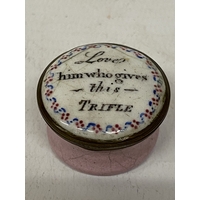 Love
him who gives
this
TRIFLE